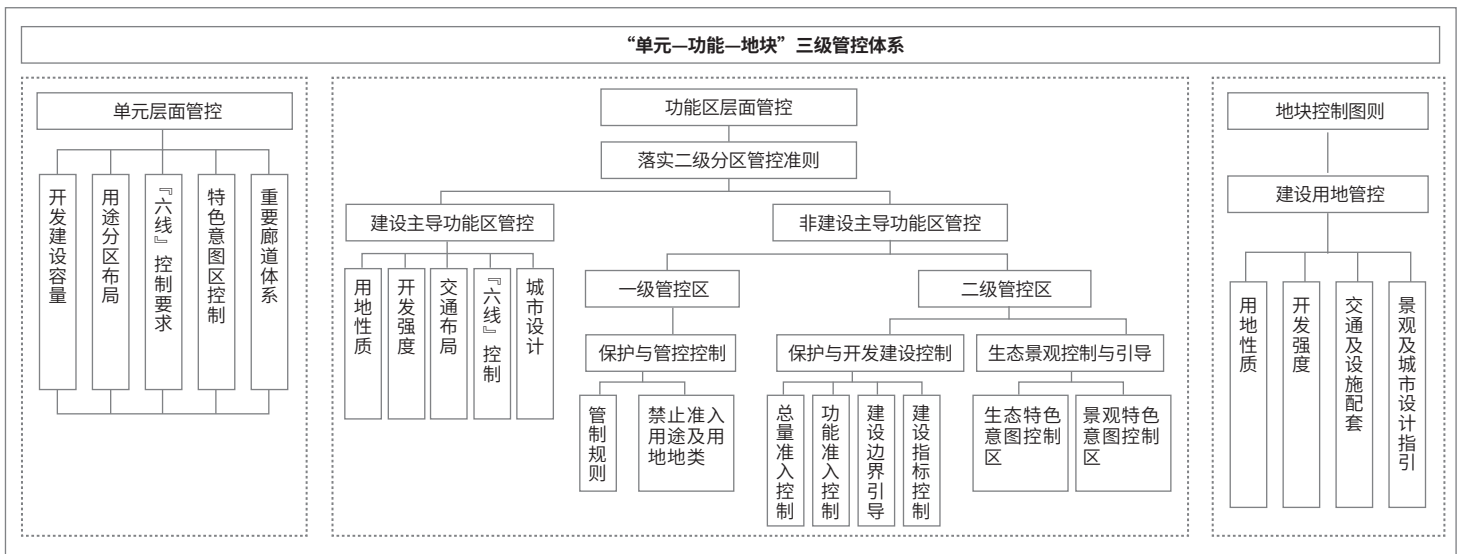 “单元—功能—地块”三级管控体系
单元层面管控
开发建设容量
用途分区布局
『六线』控制要求
特色意图区控制
重要廊道体系
功能区层面管控
落实二级分区管控准则
建设主导功能区管控
非建设主导功能区管控
用地性质
开发强度
交通布局
『六线』控制
城市设计
一级管控区
二级管控区
保护与管控控制
保护与开发建设控制
生态景观控制与引导
管制规则
禁止准入
用途及用
地地类
总量准入控制
功能准入控制
建设边界引导
建设指标控制
生态特色
意图控制
区
景观特色
意图控制
区
地块控制图则
建设用地管控
用地性质
开发强度
交通及设施配套
景观及城市设计指引